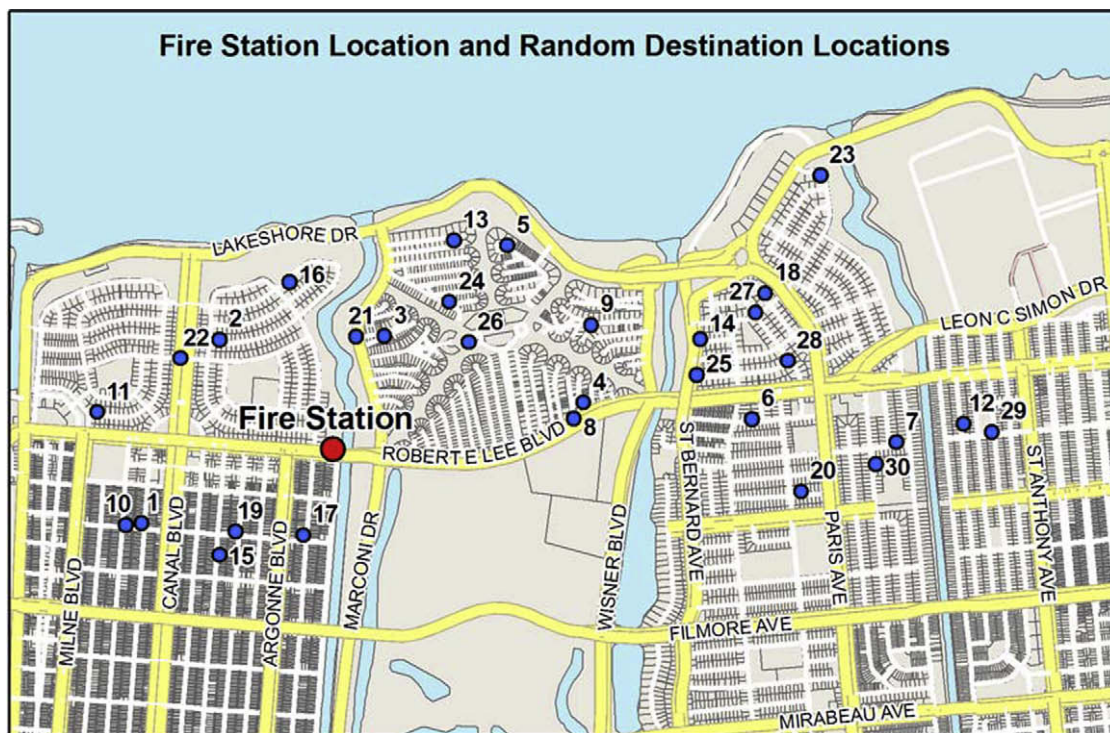 Fire Station Location and Random Destination Locations
23
13
5
LAKESHORE DR
16
18
24
27
9
LEON C SIMON DR
2
21
3
26
14
22
28
25
4
11
6
Fire Station
8
12
29
7
ROBERT E LEE BLVD
30
20
10
1
19
17
15
ST BERNARD AVE
PARIS AVE
ST ANTHONY AVE
CANAL BLVD
ARGONNE BLVD
MARCONI DR
WISNER BLVD
MILNE BLVD
FILMORE AVE
MIRABEAU AVE